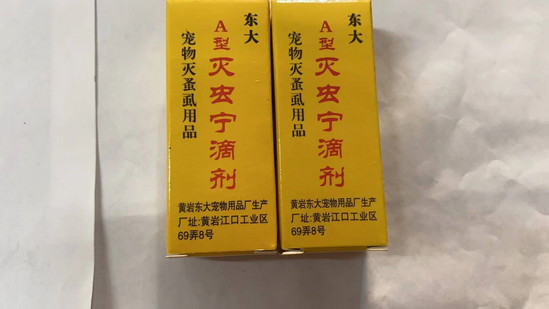 东大
A型灭虫宁滴剂
宠物灭蚤虱用品
黄岩东大宠物用品厂生产
厂址:黄岩江口工业区
69弄8号
东大
A型灭虫宁滴剂
宠物灭蚤虱用品
黄岩东大宠物用品厂生产
厂址:黄岩江口工业区
69弄8号